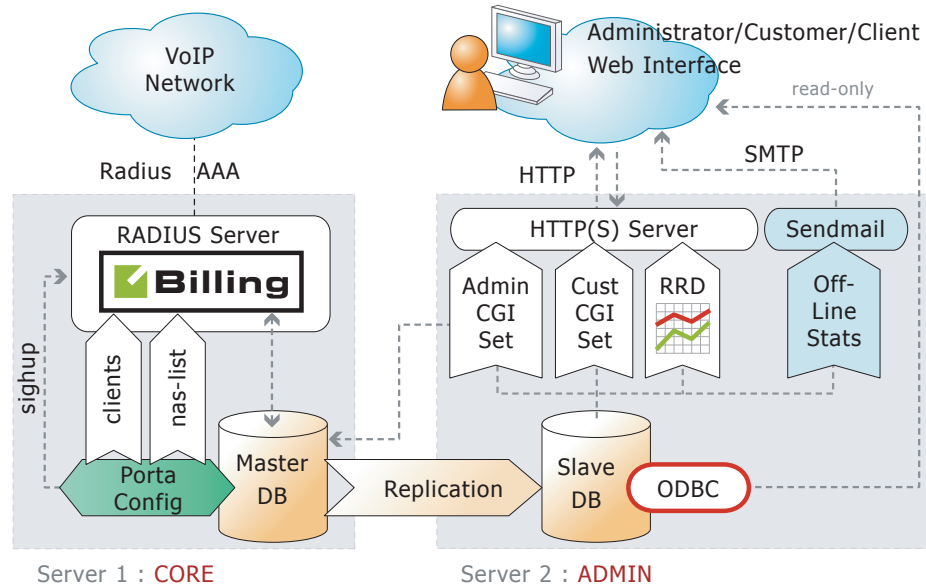 VoIP
Network
Administrator/Customer/Client
Web Interface
read-only
Radius AAA
HTTP
SMTP
RADIUS Server
Billing
HTTP(S) Server
Sendmail
Admin
CGI
Set
Cust
CGI
Set
RRD
Off-
Line
Stats
sighup
clients
nas-list
Porta
Config
Master
DB
Replication
Slave
DB
ODBC
Server 1 : CORE
Server 2 : ADMIN